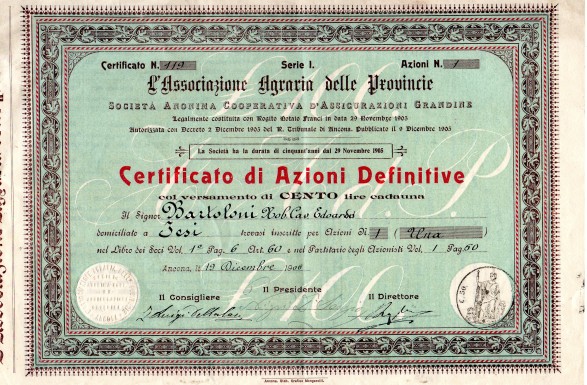 Certificato N. 119 Serie I. Azioni N. 1
L'Associazione Agraria delle Provincie
SOCIETÀ ANONIMA COOPERATIVA D'ASSICURAZIONI GRANDINE
Legalmente costituita con Rogito Notaio Franci in data 29 Novembre 1905
Autorizzata con Decreto 2 Dicembre 1905 del R. Tribunale di Ancona. Pubblicato il 9 Dicembre 1905
La Società ha la durata di cinquant'anni dal 29 Novembre 1905
Certificato di Azioni Definitive
col versamento di CENTO lire cadauna
Il Signor Bartoloni Nob. Cav. Edoardo
domiciliato a Jesi trovasi inscritto per Azioni N. 1 (Una)
nel Libro dei Soci Vol. 1° Pag. 6 Art. 60 e nel Partitario degli Azionisti Vol. 1 Pag. 50
Ancona, li 19 Dicembre 1906
Il Consigliere Il Presidente Il Direttore
C. 50